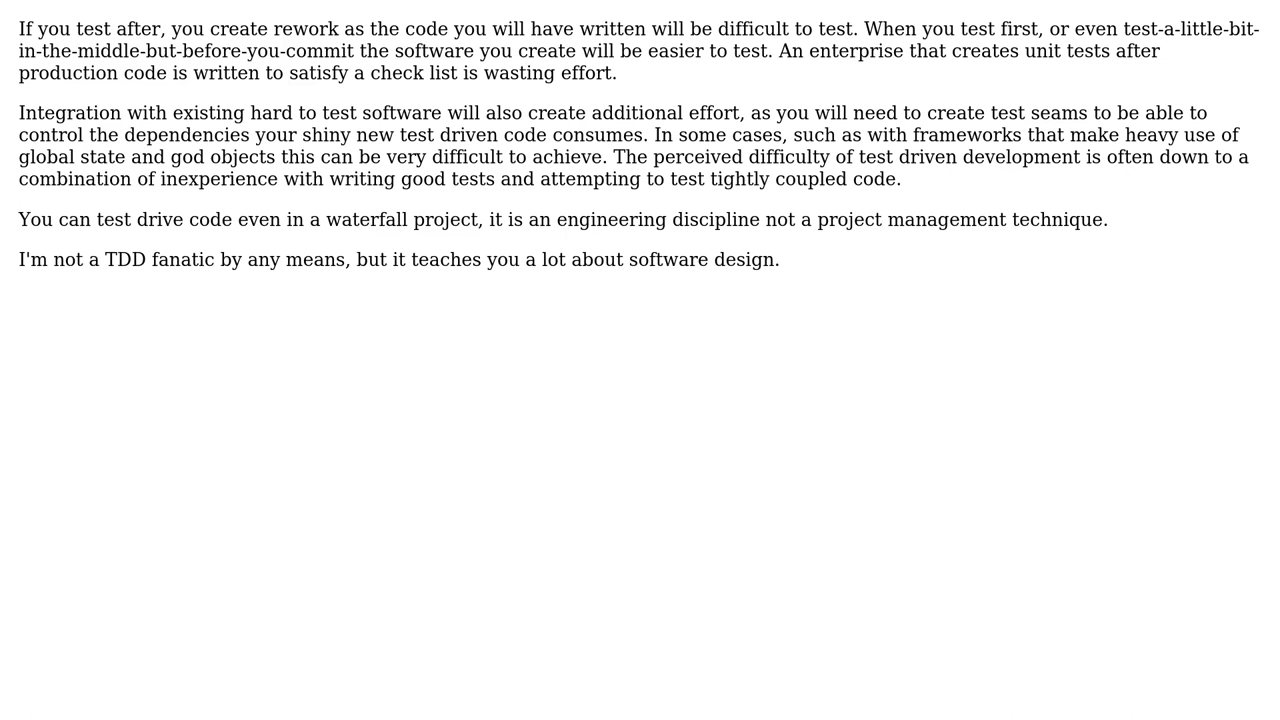 If you test after, you create rework as the code you will have written will be difficult to test. When you test first, or even test-a-little-bit-
in-the-middle-but-before-you-commit the software you create will be easier to test. An enterprise that creates unit tests after
production code is written to satisfy a check list is wasting effort.
Integration with existing hard to test software will also create additional effort, as you will need to create test seams to be able to
control the dependencies your shiny new test driven code consumes. In some cases, such as with frameworks that make heavy use of
global state and god objects this can be very difficult to achieve. The perceived difficulty of test driven development is often down to a
combination of inexperience with writing good tests and attempting to test tightly coupled code.
You can test drive code even in a waterfall project, it is an engineering discipline not a project management technique.
I'm not a TDD fanatic by any means, but it teaches you a lot about software design.